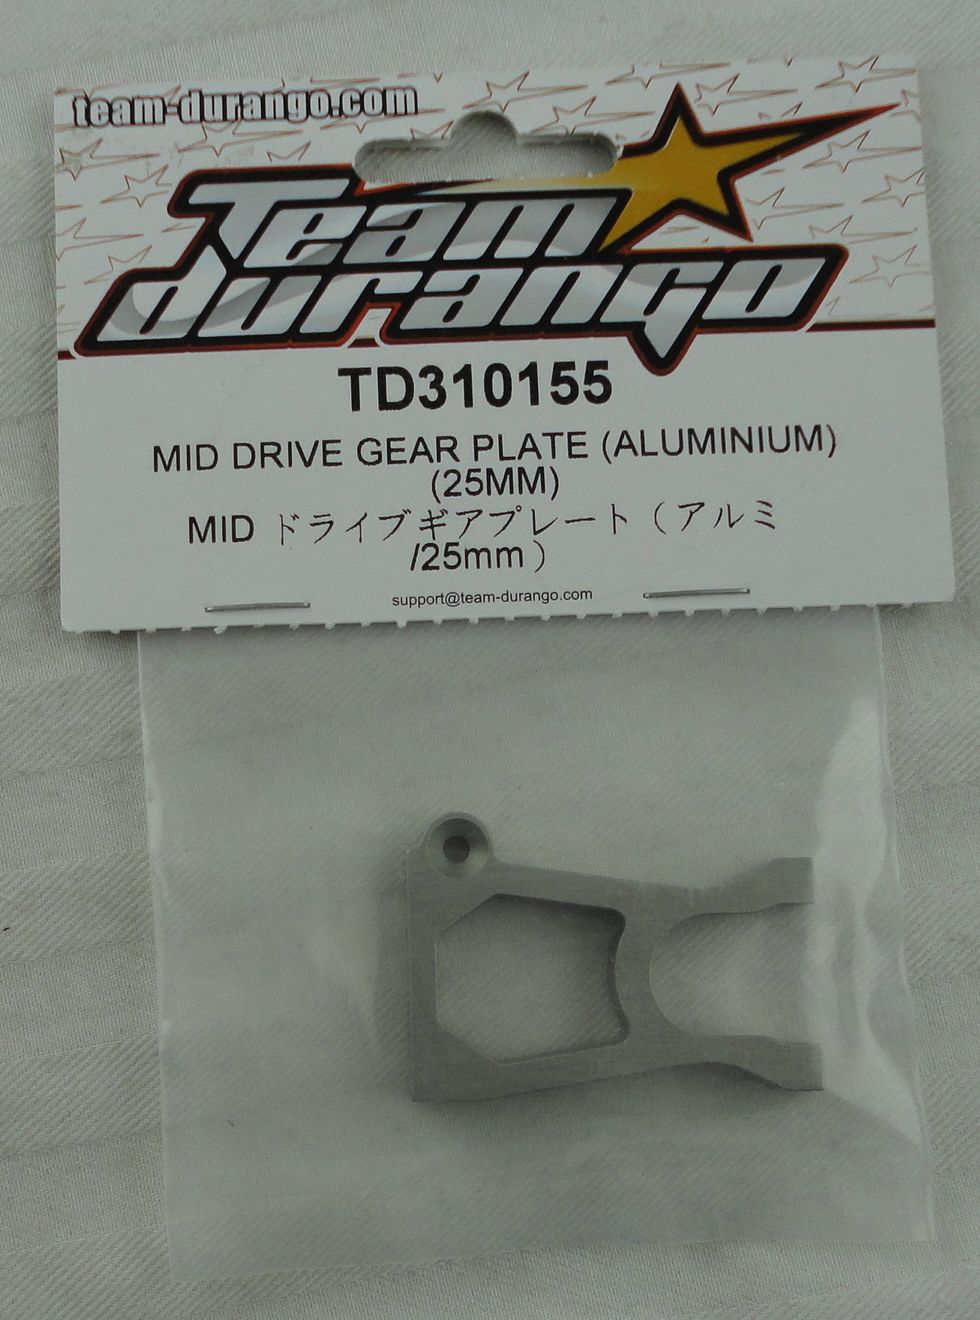 team-durango.com
Team
durango
TD310155
MID DRIVE GEAR PLATE (ALUMINIUM)
(25MM)
MID ドライブギアプレート（アルミ
/25mm）
support@team-durango.com